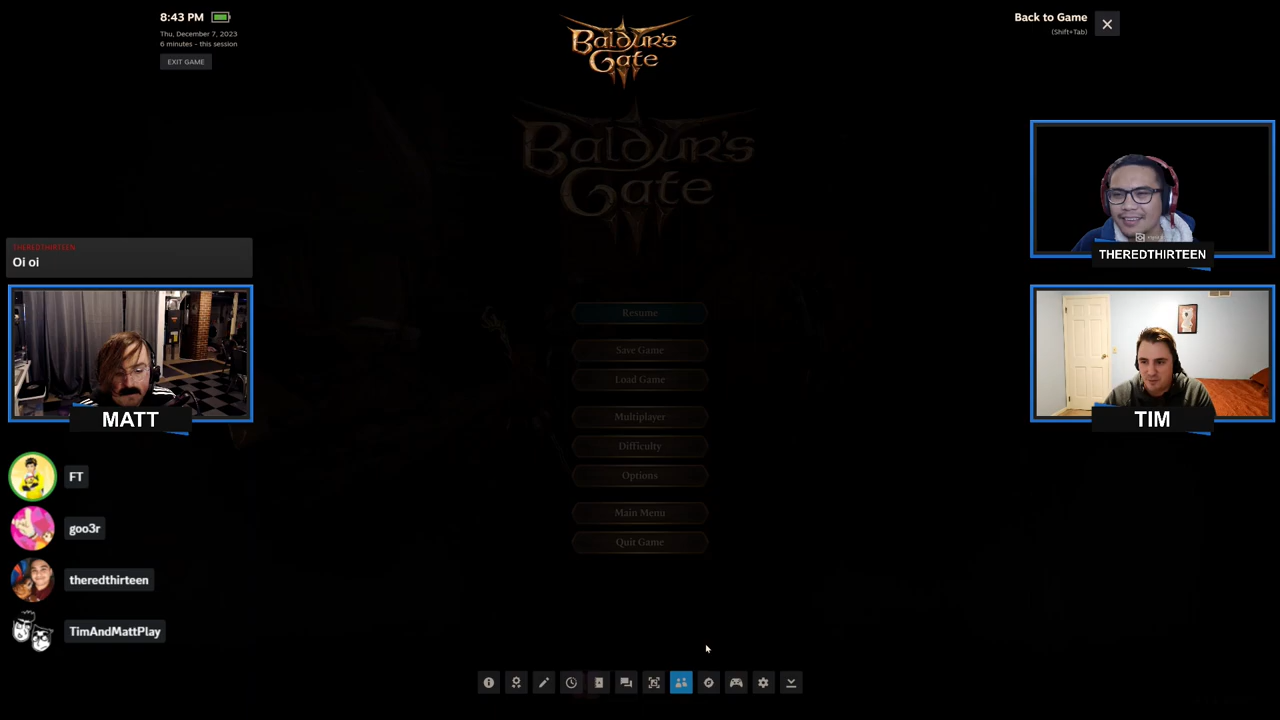 8:43 PM
Thu, December 7, 2023
6 minutes - this session
EXIT GAME
Baldur's
Gate
Back to Game
(Shift+Tab)
Baldur's
Gate
THEREDTHIRTEEN
Oi oi
THEREDTHIRTEEN
MATT
TIM
Resume
Save Game
Load Game
Multiplayer
Difficulty
Options
Main Menu
Quit Game
FT
goo3r
theredthirteen
TimAndMattPlay